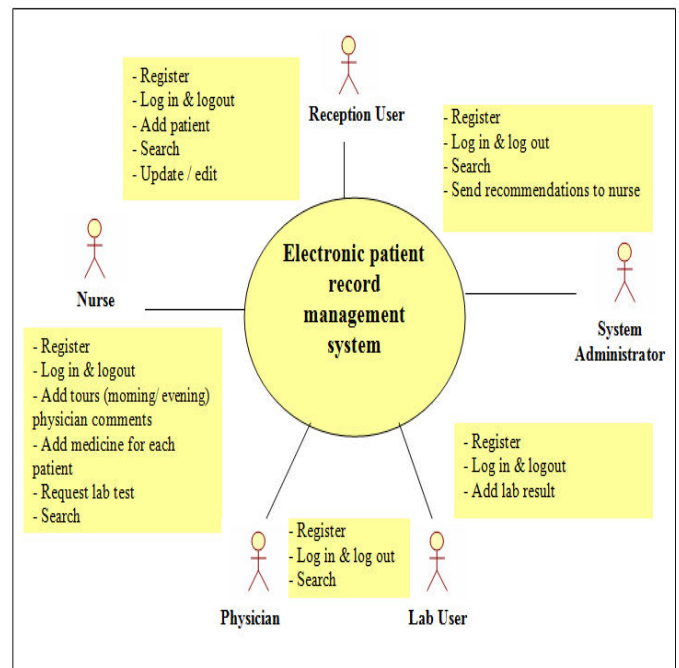 - Register
- Log in & logout
- Add patient
- Search
- Update / edit
Reception User
- Register
- Log in & log out
- Search
- Send recommendations to nurse
Electronic patient
record
management
system
Nurse
System
Administrator
- Register
- Log in & logout
- Add tours (morning/ evening)
physician comments
- Add medicine for each
patient
- Request lab test
- Search
- Register
- Log in & logout
- Add lab result
- Register
- Log in & log out
- Search
Physician
Lab User